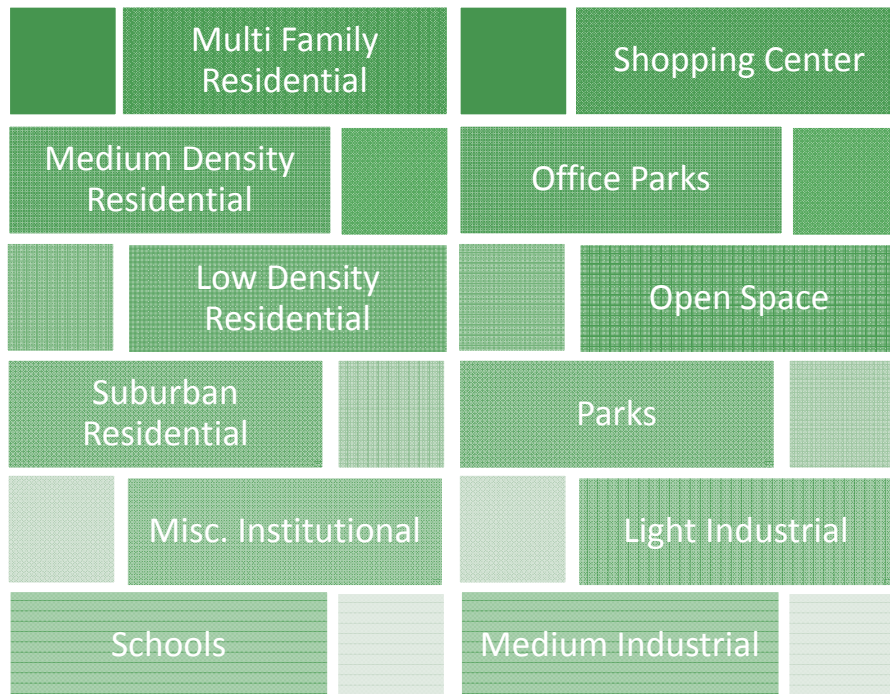 Multi Family
Residential
Shopping Center
Medium Density
Residential
Office Parks
Low Density
Residential
Open Space
Suburban
Residential
Parks
Misc. Institutional
Light Industrial
Schools
Medium Industrial